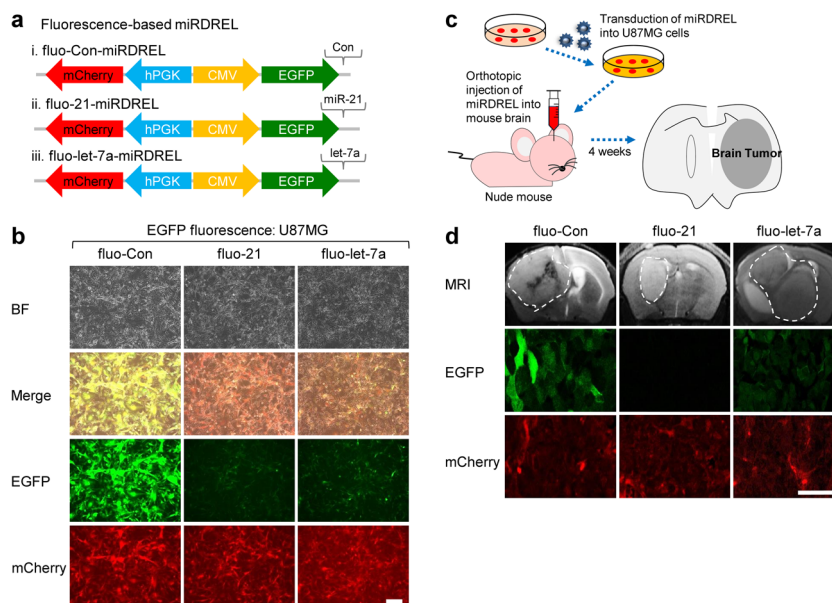 a
Fluorescence-based miRDREL
i. fluo-Con-miRDREL
Con
mCherry hPGK CMV EGFP
ii. fluo-21-miRDREL
miR-21
mCherry hPGK CMV EGFP
iii. fluo-let-7a-miRDREL
let-7a
mCherry hPGK CMV EGFP
b
EGFP fluorescence: U87MG
fluo-Con fluo-21 fluo-let-7a
BF
Merge
EGFP
mCherry
c
Transduction of miRDREL
into U87MG cells
Orthotopic
injection of
miRDREL into
mouse brain
4 weeks
Brain Tumor
Nude mouse
d
fluo-Con fluo-21 fluo-let-7a
MRI
EGFP
mCherry